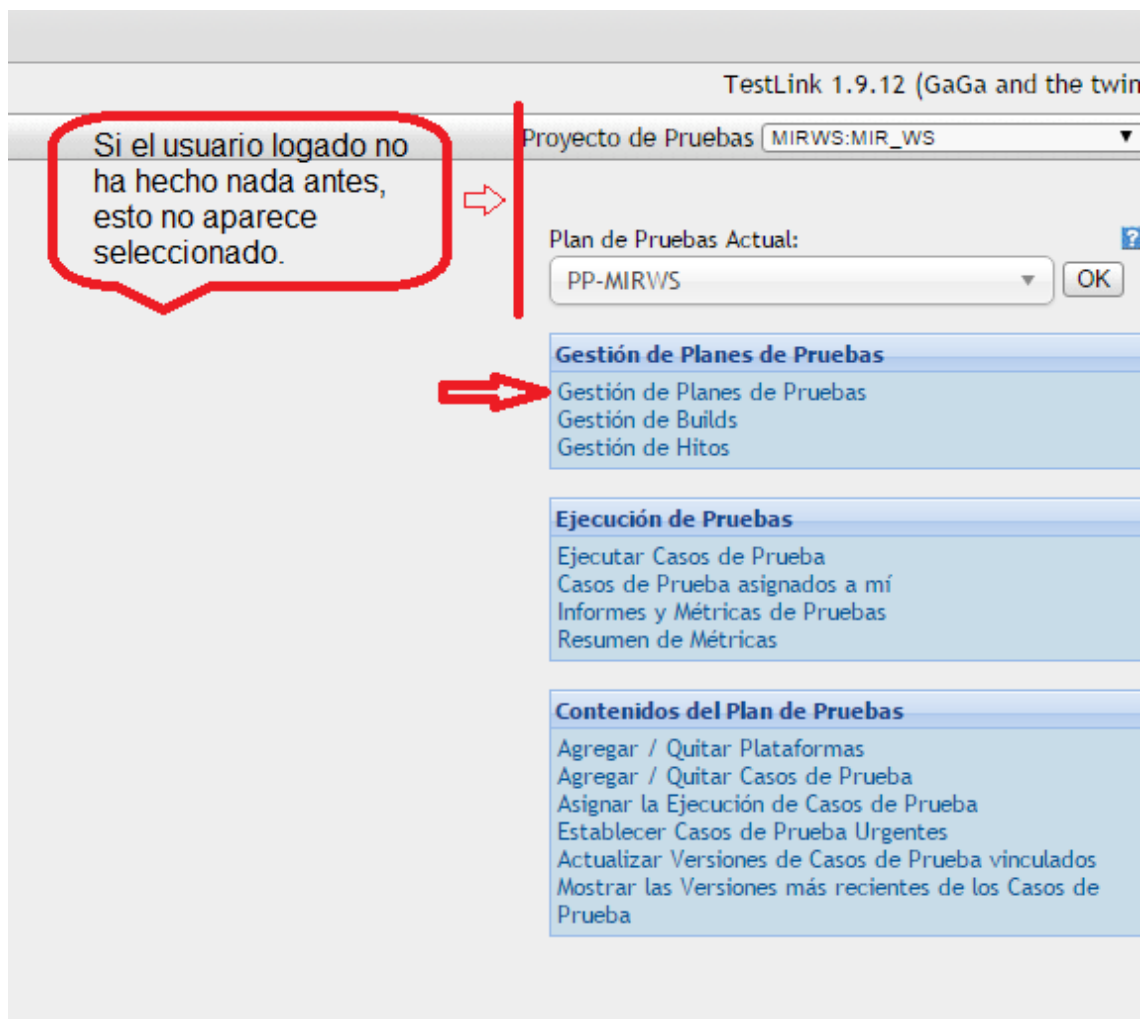 TestLink 1.9.12 (GaGa and the twin
Proyecto de Pruebas MIRWS:MIR_WS
Si el usuario logado no
ha hecho nada antes,
esto no aparece
seleccionado.
Plan de Pruebas Actual:
?
PP-MIRWS
OK
Gestión de Planes de Pruebas
Gestión de Planes de Pruebas
Gestión de Builds
Gestión de Hitos
Ejecución de Pruebas
Ejecutar Casos de Prueba
Casos de Prueba asignados a mí
Informes y Métricas de Pruebas
Resumen de Métricas
Contenidos del Plan de Pruebas
Agregar / Quitar Plataformas
Agregar / Quitar Casos de Prueba
Asignar la Ejecución de Casos de Prueba
Establecer Casos de Prueba Urgentes
Actualizar Versiones de Casos de Prueba vinculados
Mostrar las Versiones más recientes de los Casos de
Prueba